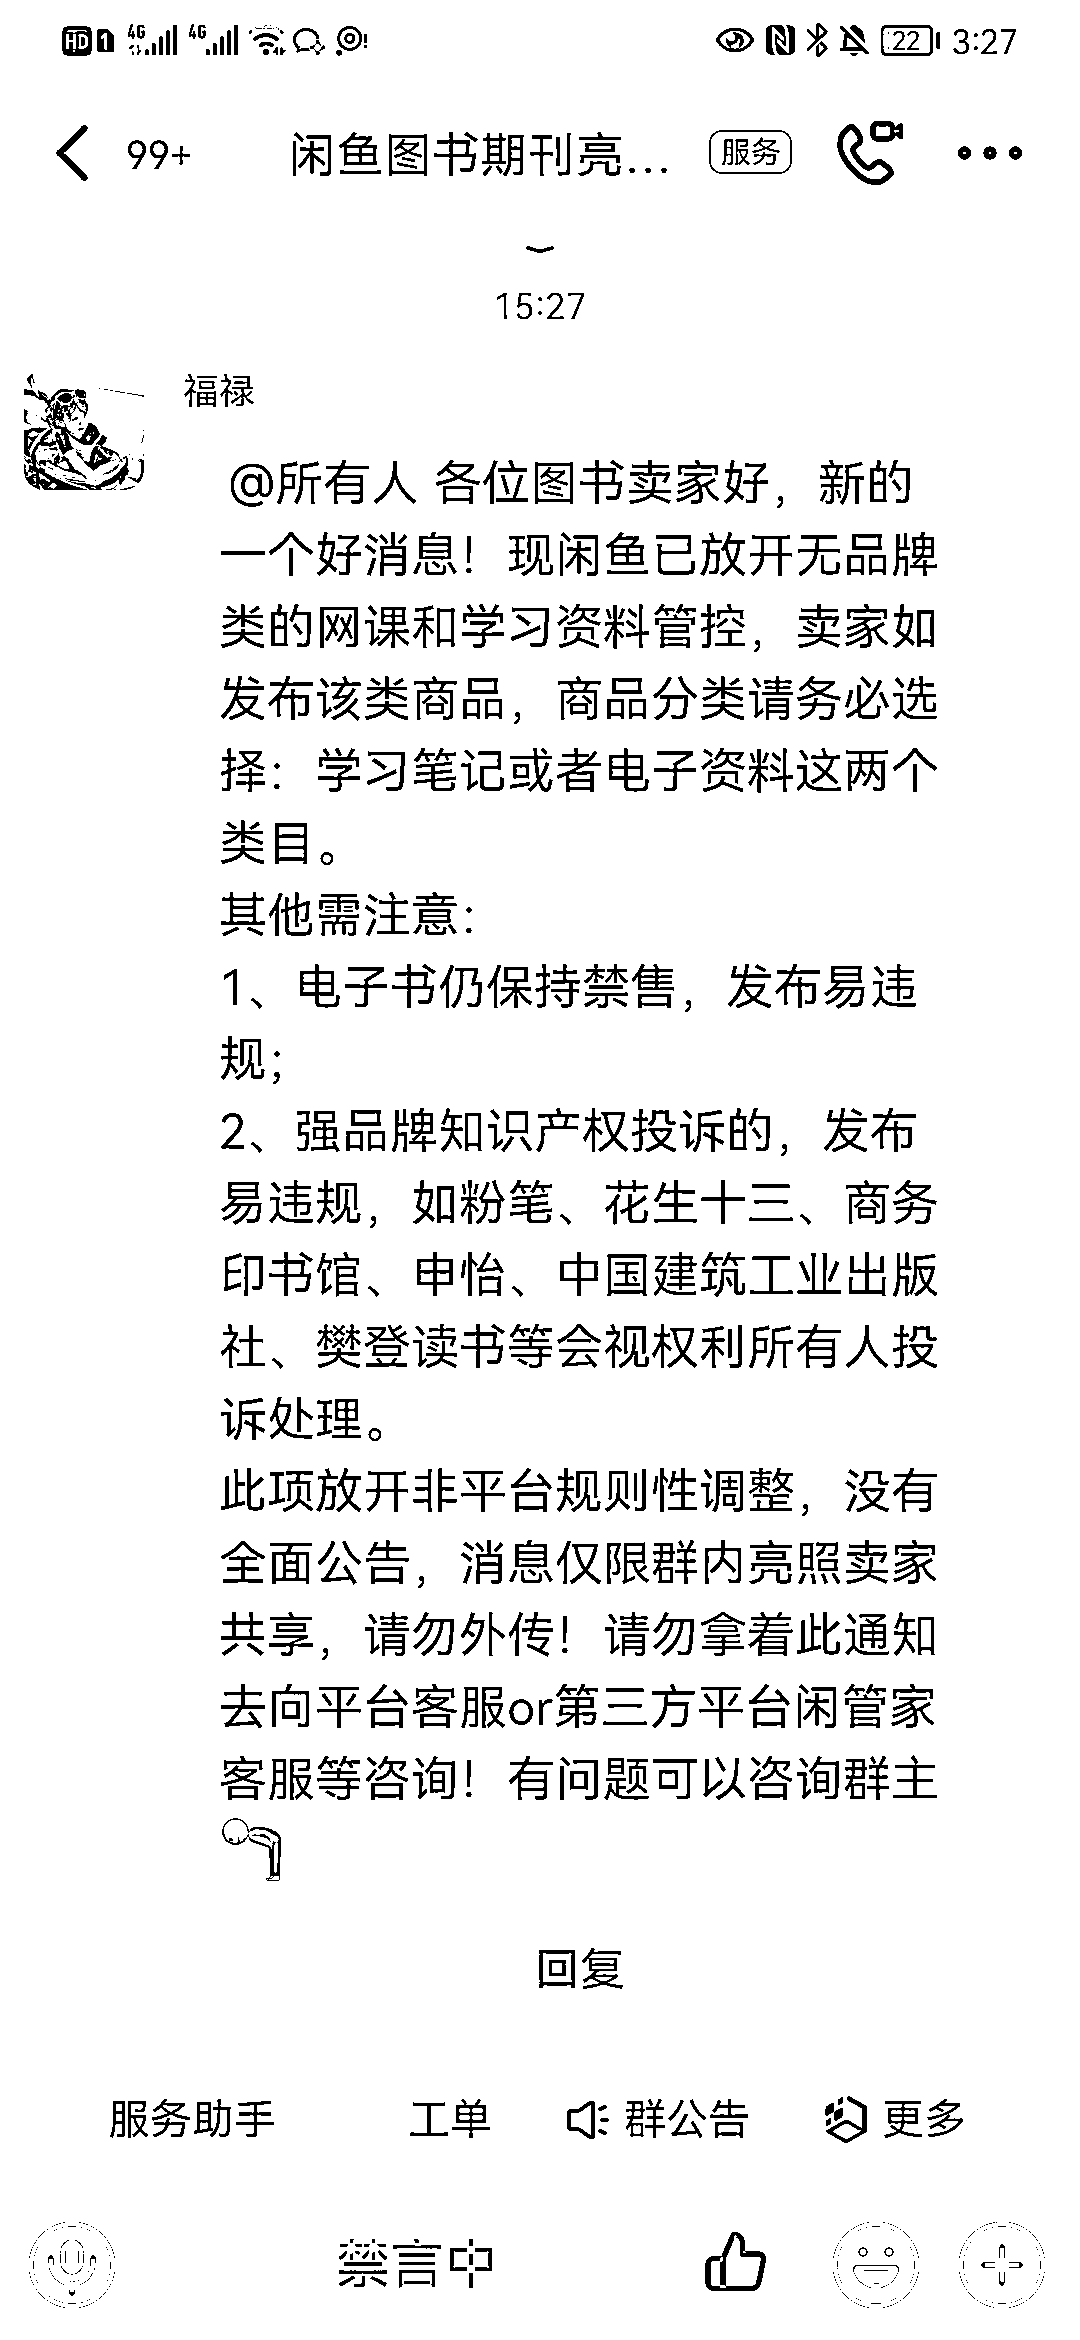 HD 1 4G 4G 22 3:27
99+ 闲鱼图书期刊亮... 服务
15:27
福禄
@所有人 各位图书卖家好，新的
一个好消息！现闲鱼已放开无品牌
类的网课和学习资料管控，卖家如
发布该类商品，商品分类请务必选
择：学习笔记或者电子资料这两个
类目。
其他需注意：
1、电子书仍保持禁售，发布易违
规；
2、强品牌知识产权投诉的，发布
易违规，如粉笔、花生十三、商务
印书馆、申怡、中国建筑工业出版
社、樊登读书等会视权利所有人投
诉处理。
此项放开非平台规则性调整，没有
全面公告，消息仅限群内亮照卖家
共享，请勿外传！请勿拿着此通知
去向平台客服or第三方平台闲管家
客服等咨询！有问题可以咨询群主
回复
服务助手 工单 群公告 更多
禁言中